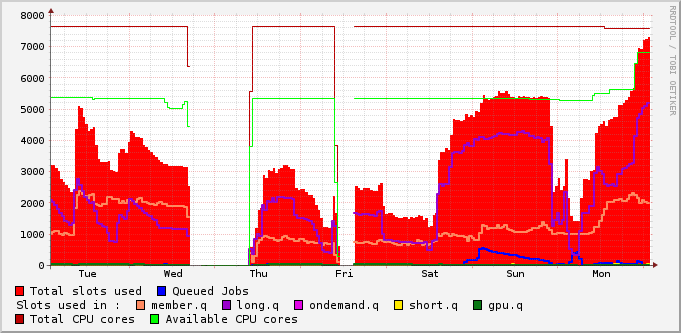 8000
7000
6000
5000
4000
3000
2000
1000
0
Tue Wed Thu Fri Sat Sun Mon
RRDTOOL / TOBI OETIKER
Total slots used Queued Jobs
Slots used in : member.q long.q ondemand.q short.q gpu.q
Total CPU cores Available CPU cores